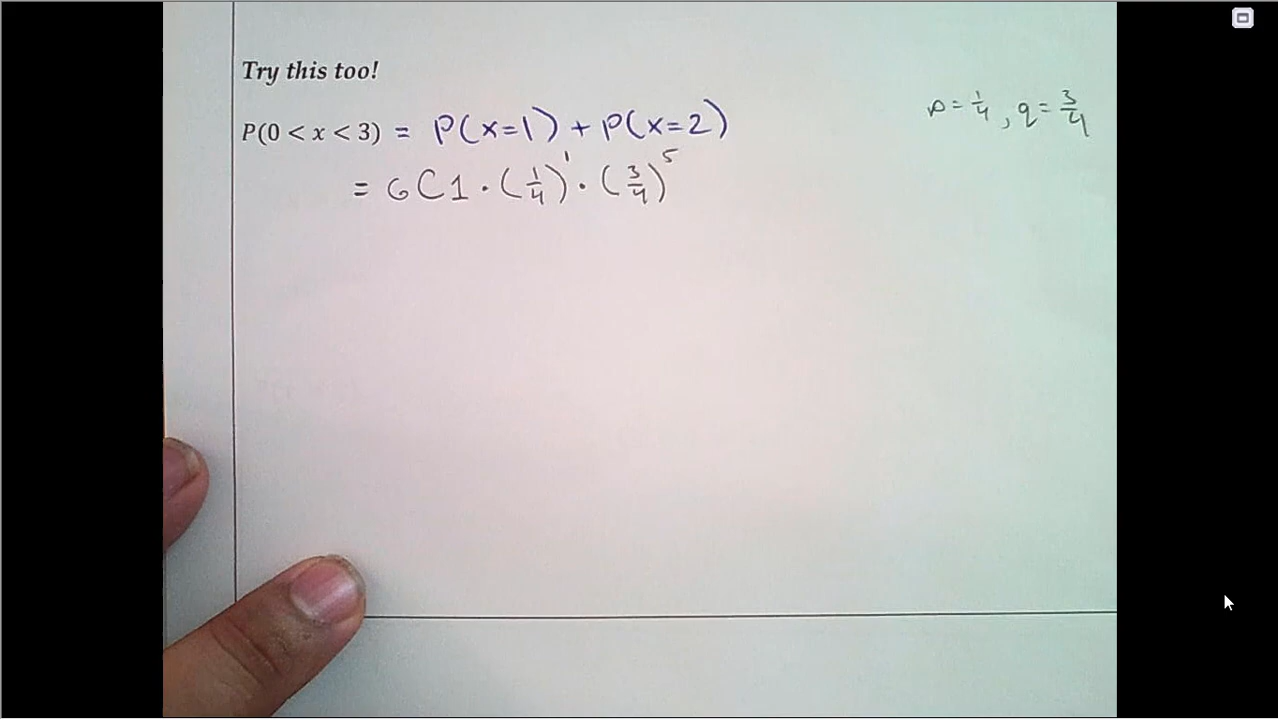 Try this too!
p = 1/4, q = 3/4
P(0 < x < 3) = P(x=1) + P(x=2)
= 6C1 · (1/4)^1 · (3/4)^5